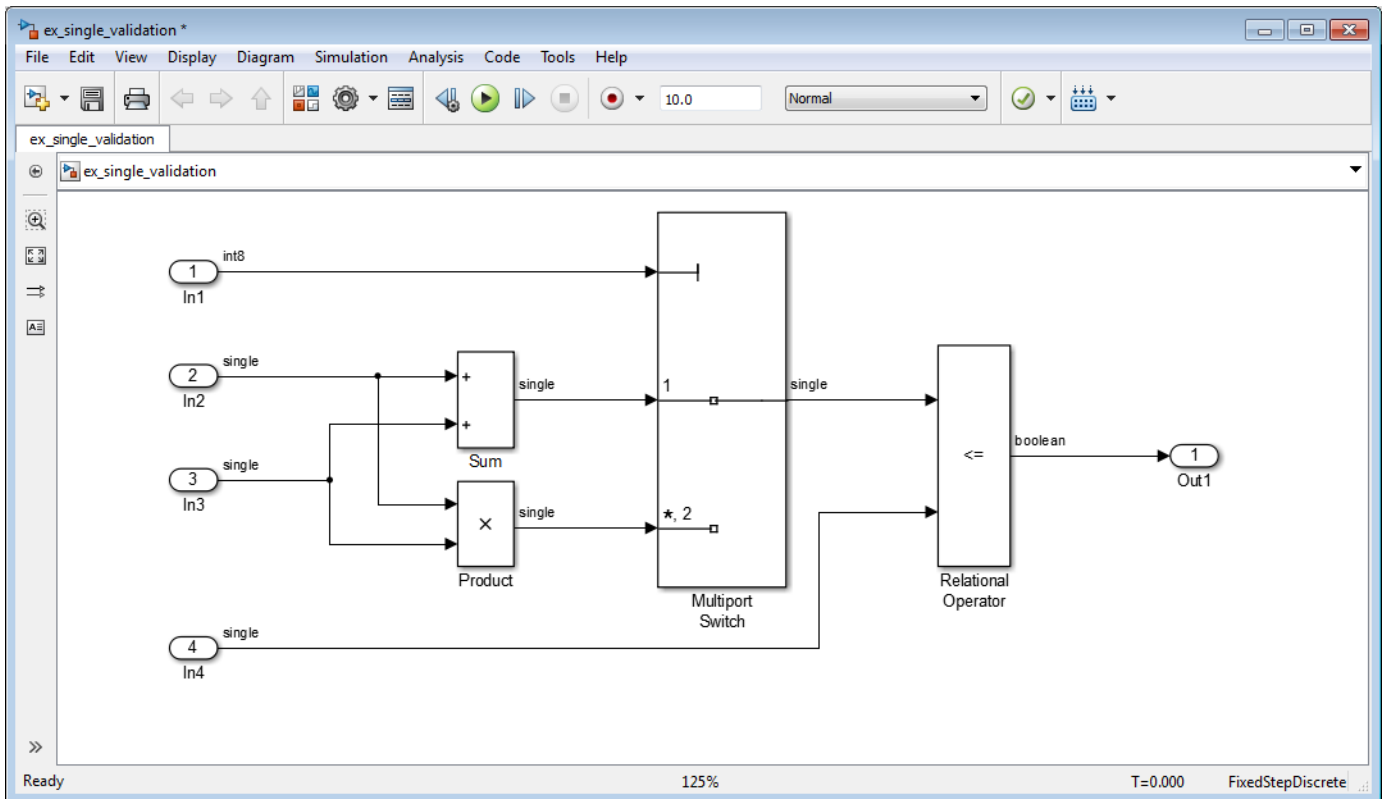 ex_single_validation *
File Edit View Display Diagram Simulation Analysis Code Tools Help
10.0 Normal
ex_single_validation
ex_single_validation
int8
1
In1
single
2
In2
+
single
1
single
+
Sum
single
3
In3
boolean
<=
1
Out1
single
*, 2
×
Product
Relational
Operator
Multiport
Switch
single
4
In4
Ready 125% T=0.000 FixedStepDiscrete